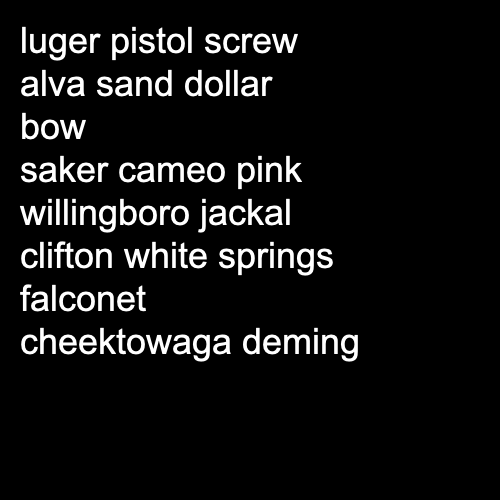 luger pistol screw
alva sand dollar
bow
saker cameo pink
willingboro jackal
clifton white springs
falconet
cheektowaga deming